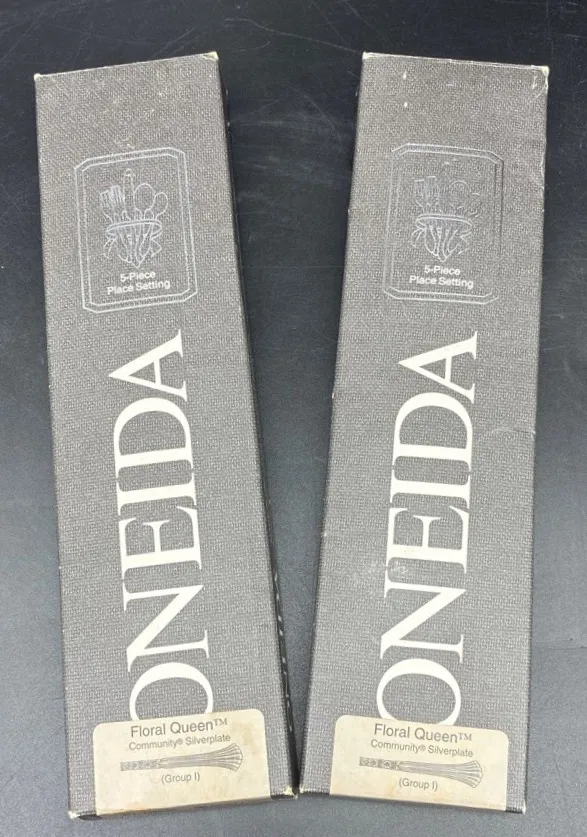 5-Piece
Place Setting
ONEIDA
Floral Queen™
Community® Silverplate
(Group I)
5-Piece
Place Setting
ONEIDA
Floral Queen™
Community® Silverplate
(Group I)